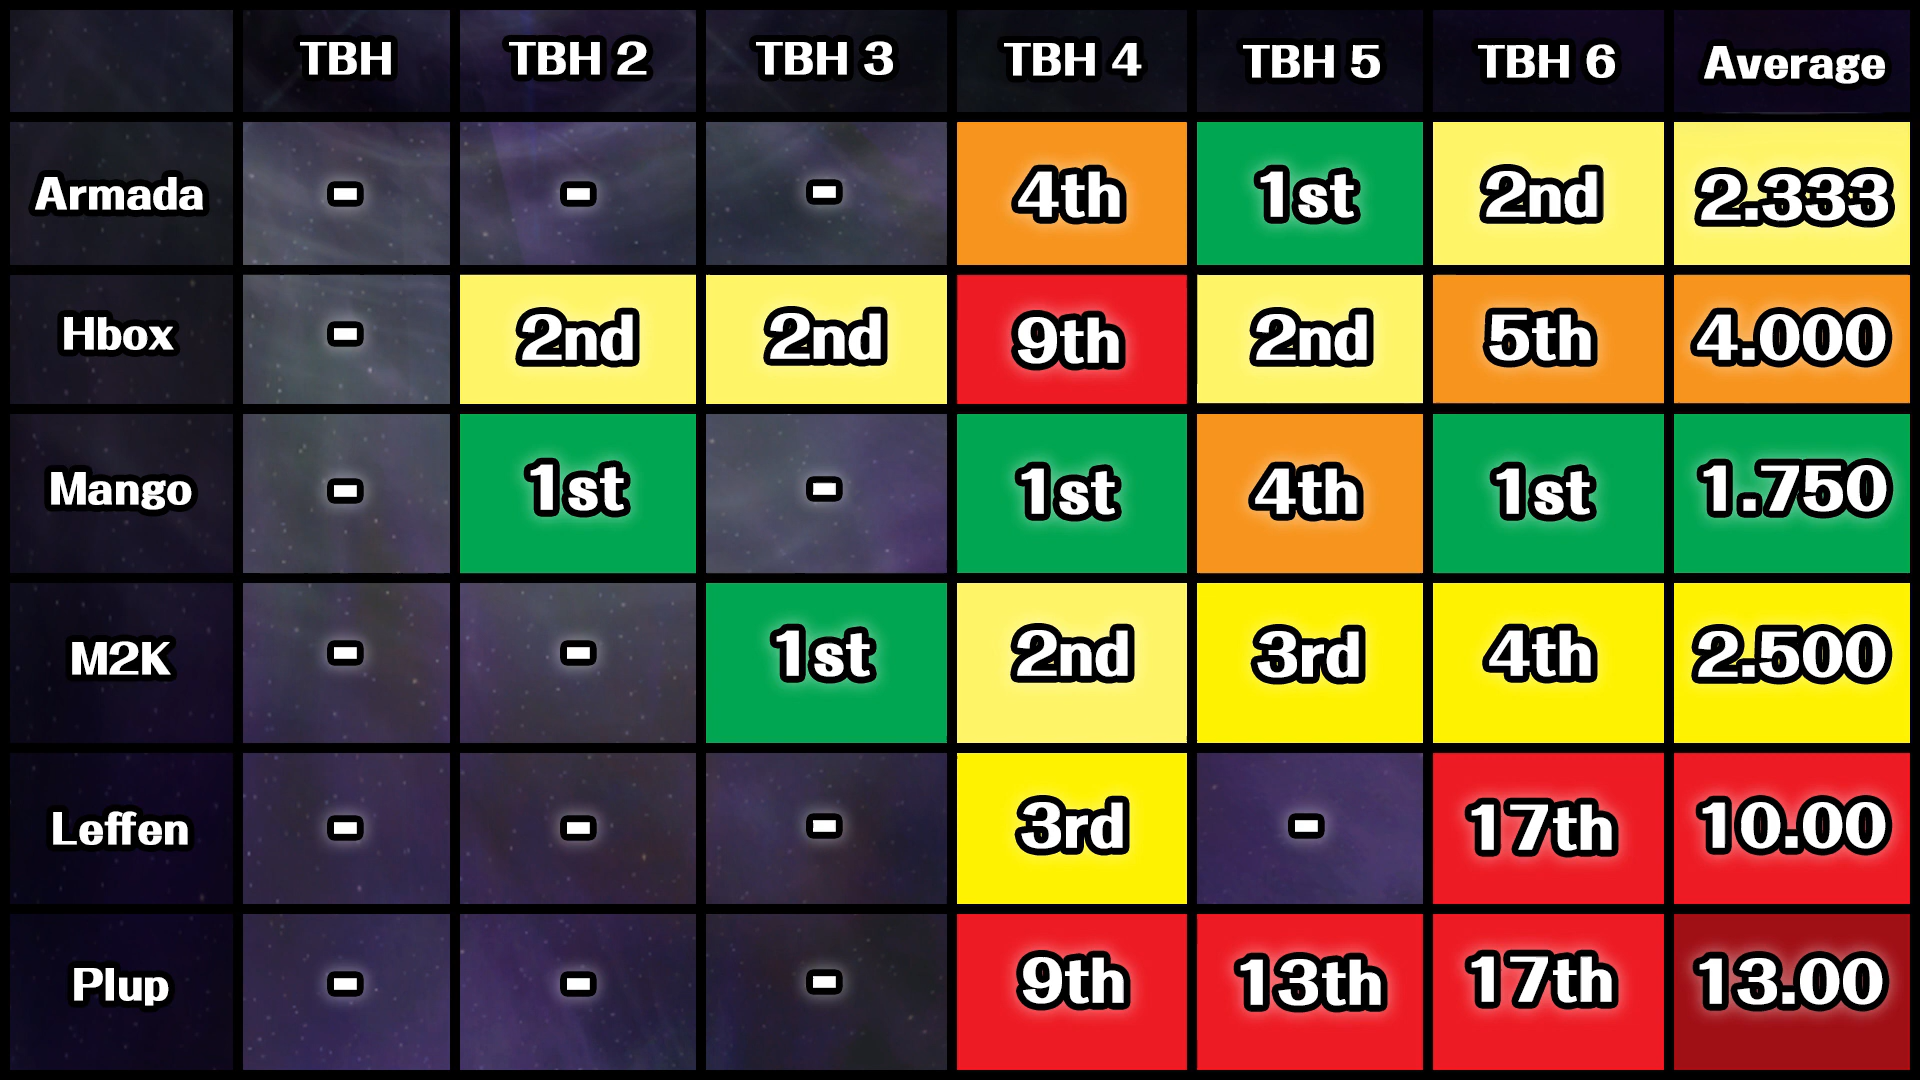 TBH TBH 2 TBH 3 TBH 4 TBH 5 TBH 6 Average
Armada - - - 4th 1st 2nd 2.333
Hbox - 2nd 2nd 9th 2nd 5th 4.000
Mango - 1st - 1st 4th 1st 1.750
M2K - - 1st 2nd 3rd 4th 2.500
Leffen - - - 3rd - 17th 10.00
Plup - - - 9th 13th 17th 13.00